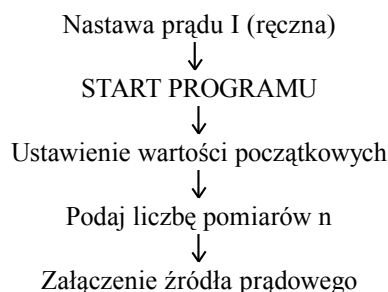 Nastawa prądu I (ręczna)
START PROGRAMU
Ustawienie wartości początkowych
Podaj liczbę pomiarów n
Załączenie źródła prądowego